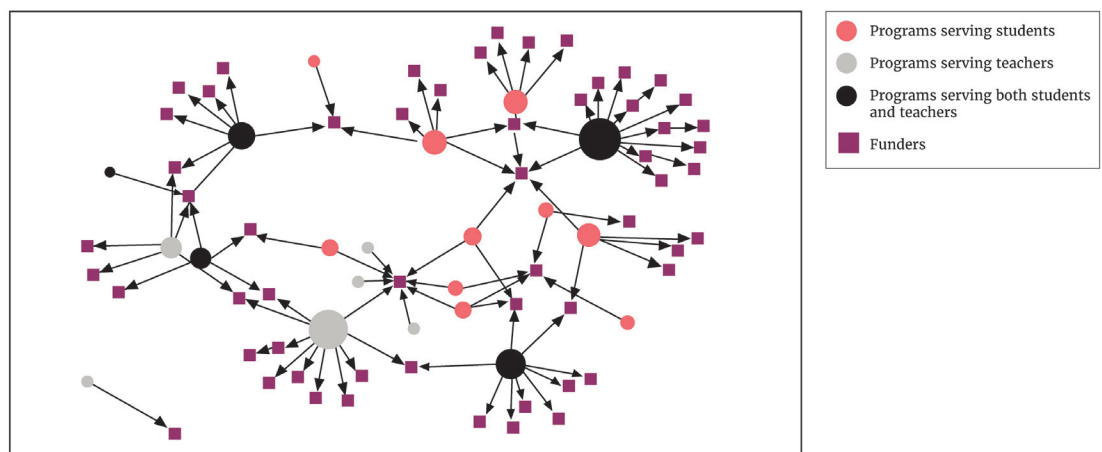 Programs serving students
Programs serving teachers
Programs serving both students
and teachers
Funders